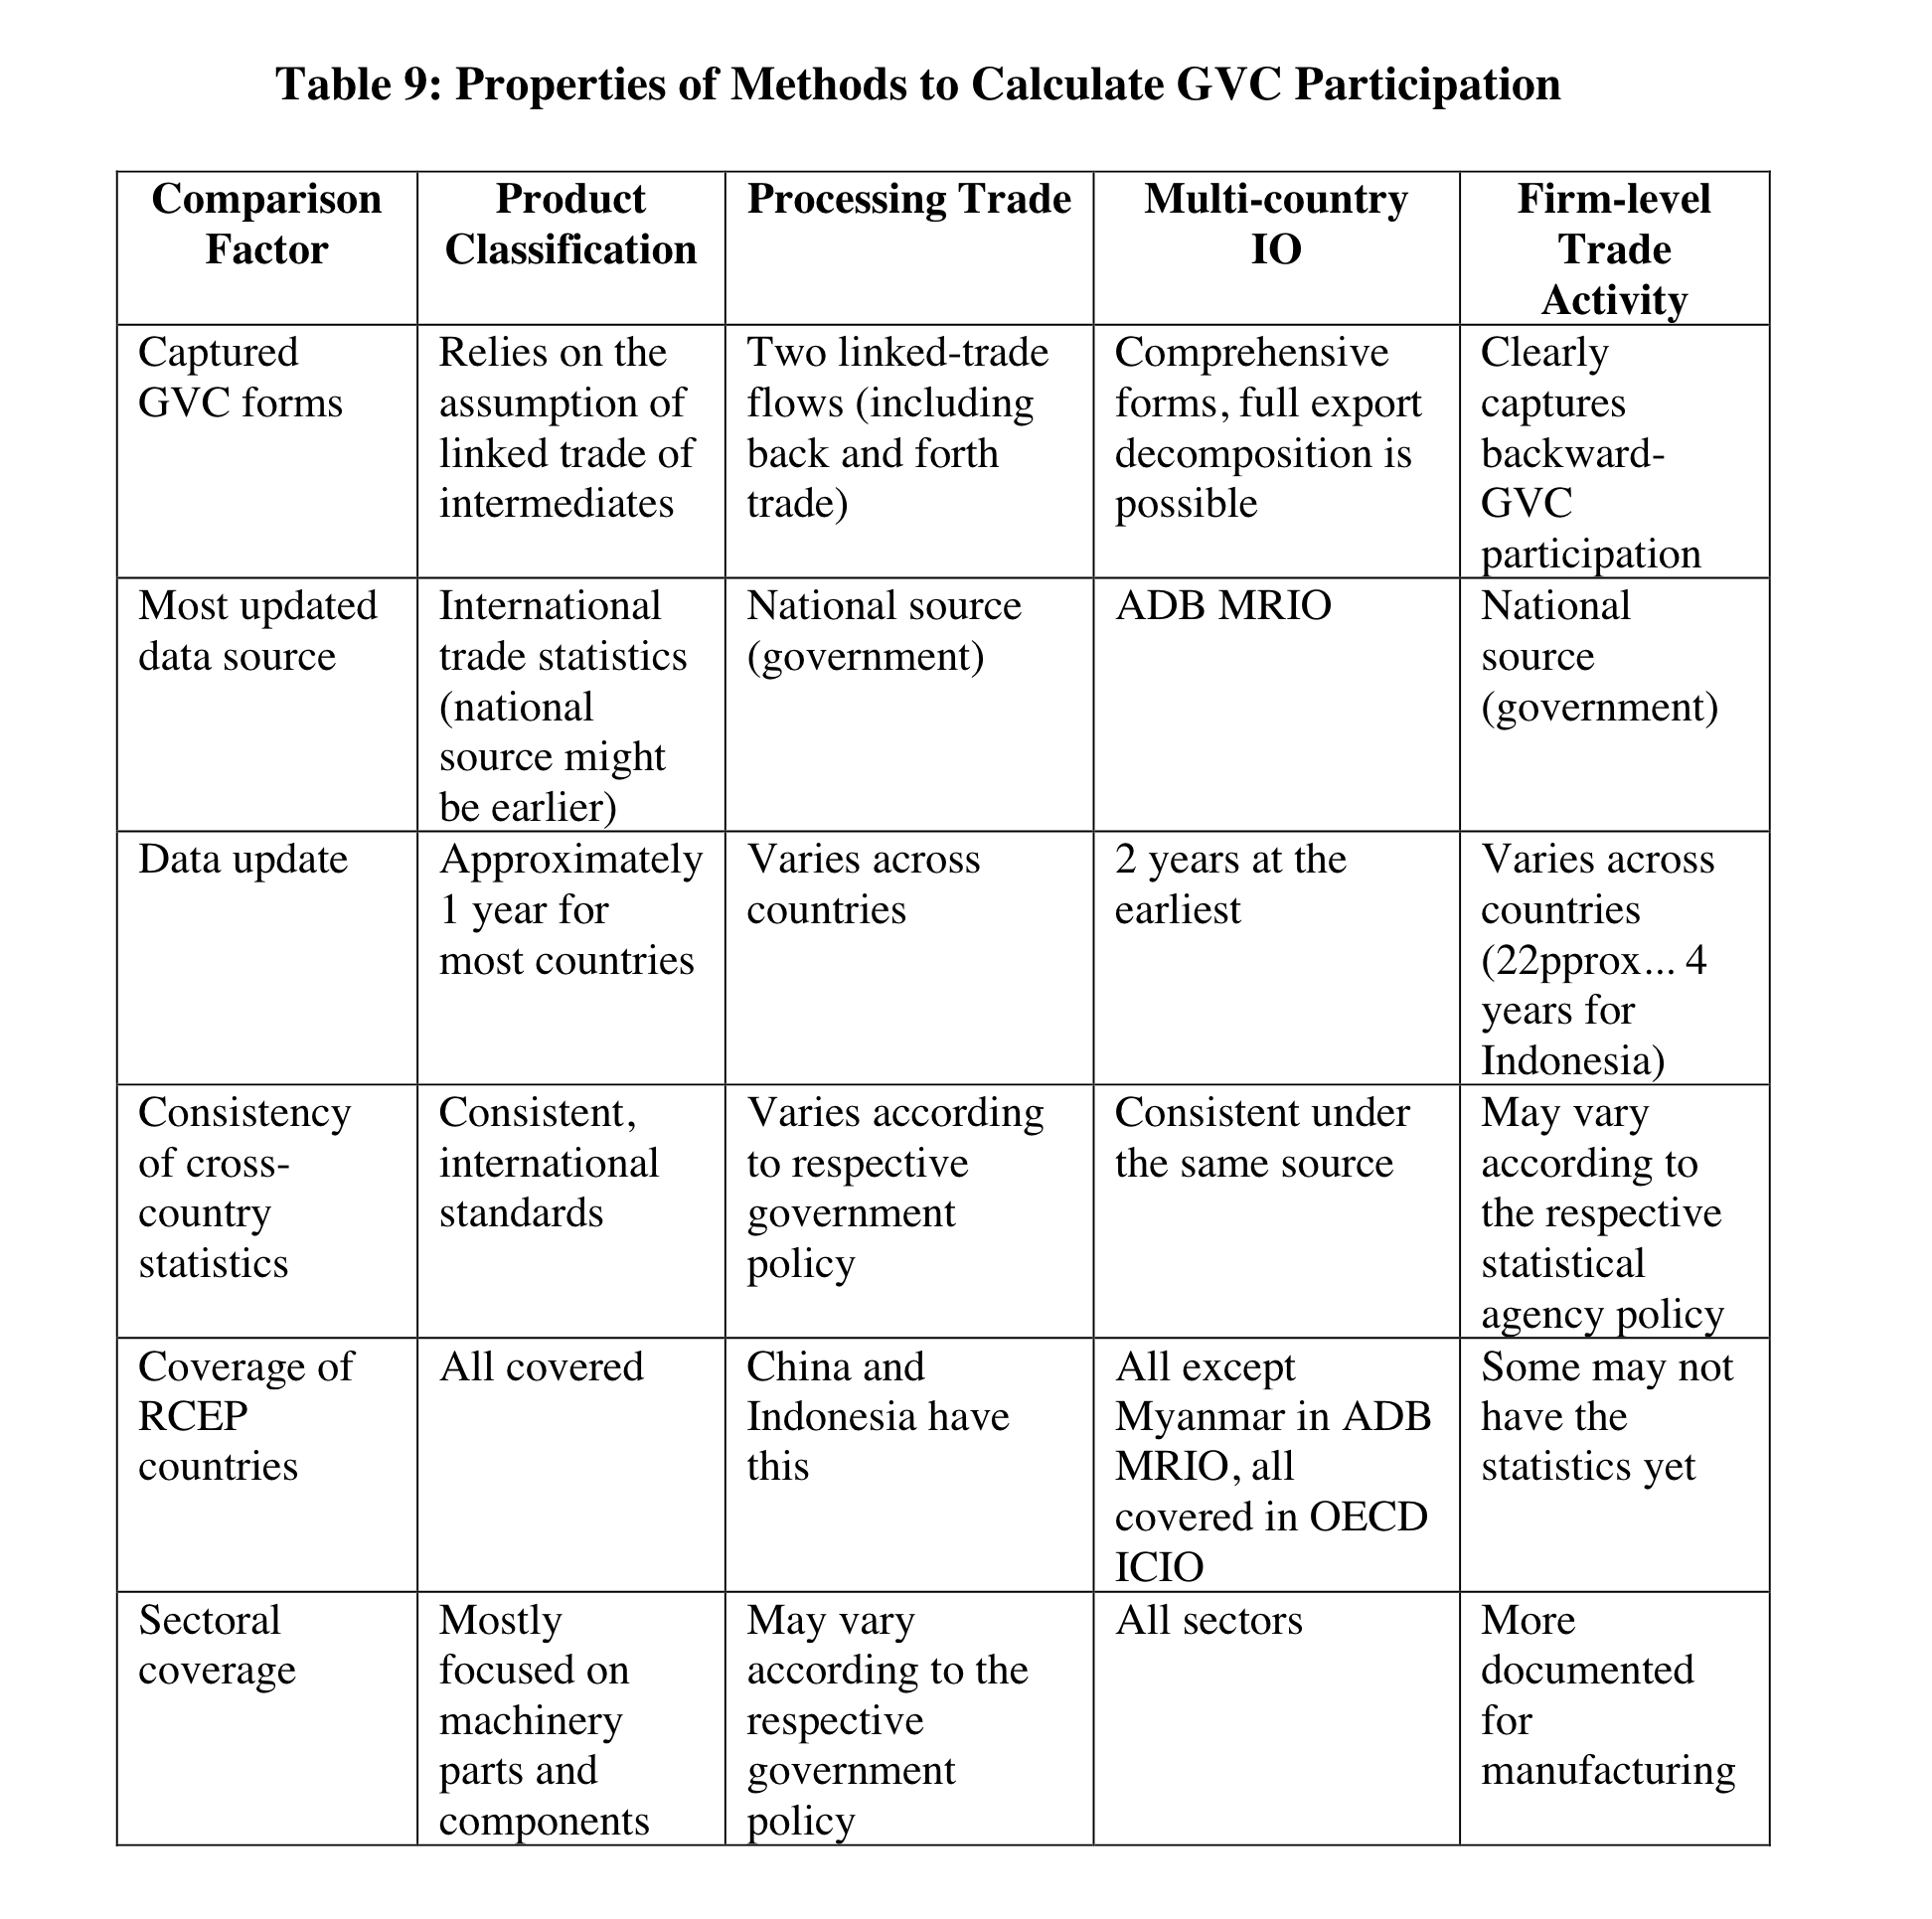 Table 9: Properties of Methods to Calculate GVC Participation
Comparison
Factor
Product
Classification
Processing Trade
Multi-country
IO
Firm-level
Trade
Activity
Captured
GVC forms
Relies on the
assumption of
linked trade of
intermediates
Two linked-trade
flows (including
back and forth
trade)
Comprehensive
forms, full export
decomposition is
possible
Clearly
captures
backward-
GVC
participation
Most updated
data source
International
trade statistics
(national
source might
be earlier)
National source
(government)
ADB MRIO
National
source
(government)
Data update
Approximately
1 year for
most countries
Varies across
countries
2 years at the
earliest
Varies across
countries
(22pprox... 4
years for
Indonesia)
Consistency
of cross-
country
statistics
Consistent,
international
standards
Varies according
to respective
government
policy
Consistent under
the same source
May vary
according to
the respective
statistical
agency policy
Coverage of
RCEP
countries
All covered
China and
Indonesia have
this
All except
Myanmar in ADB
MRIO, all
covered in OECD
ICIO
Some may not
have the
statistics yet
Sectoral
coverage
Mostly
focused on
machinery
parts and
components
May vary
according to the
respective
government
policy
All sectors
More
documented
for
manufacturing